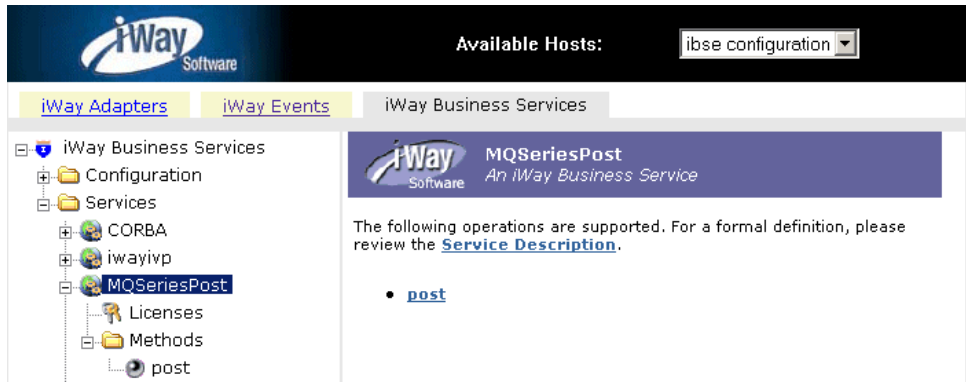 iWay
Software
Available Hosts:
ibse configuration
iWay Adapters
iWay Events
iWay Business Services
iWay Business Services
Configuration
Services
CORBA
iwayivp
MQSeriesPost
Licenses
Methods
post
iWay
Software
MQSeriesPost
An iWay Business Service
The following operations are supported. For a formal definition, please
review the Service Description.
• post